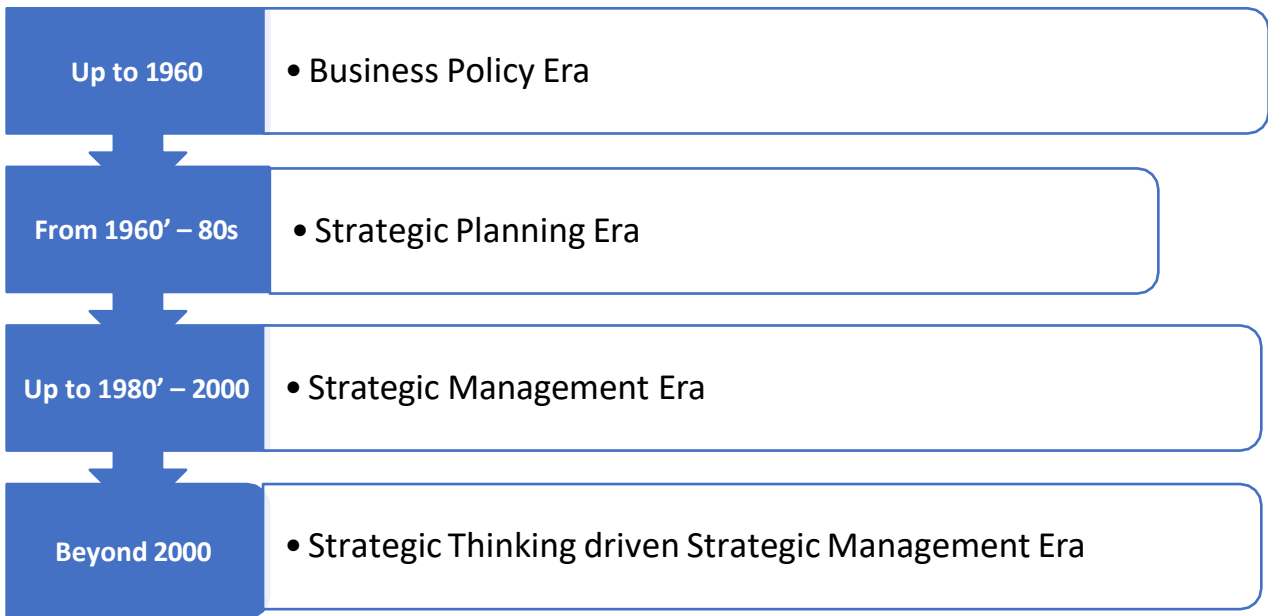 Up to 1960
• Business Policy Era
From 1960’ – 80s
• Strategic Planning Era
Up to 1980’ – 2000
• Strategic Management Era
Beyond 2000
• Strategic Thinking driven Strategic Management Era